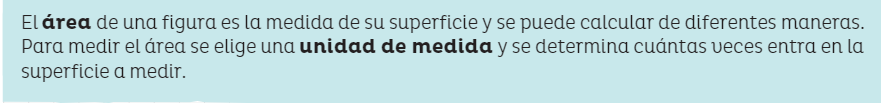 El área de una figura es la medida de su superficie y se puede calcular de diferentes maneras.
Para medir el área se elige una unidad de medida y se determina cuántas veces entra en la
superficie a medir.